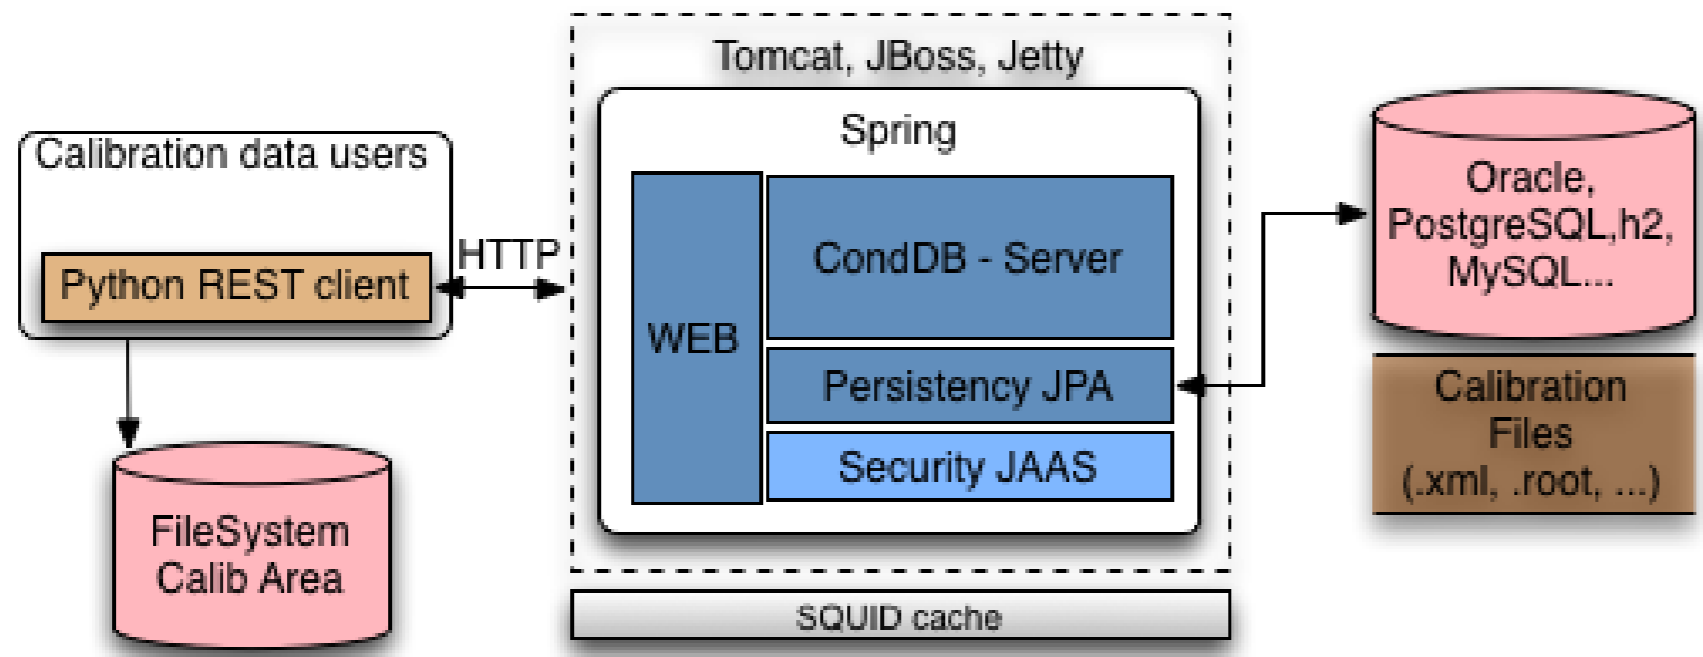 Calibration data users
Python REST client
HTTP
FileSystem
Calib Area
Tomcat, JBoss, Jetty
Spring
WEB
CondDB - Server
Persistency JPA
Security JAAS
SQUID cache
Oracle,
PostgreSQL,h2,
MySQL...
Calibration
Files
(.xml, .root, ...)